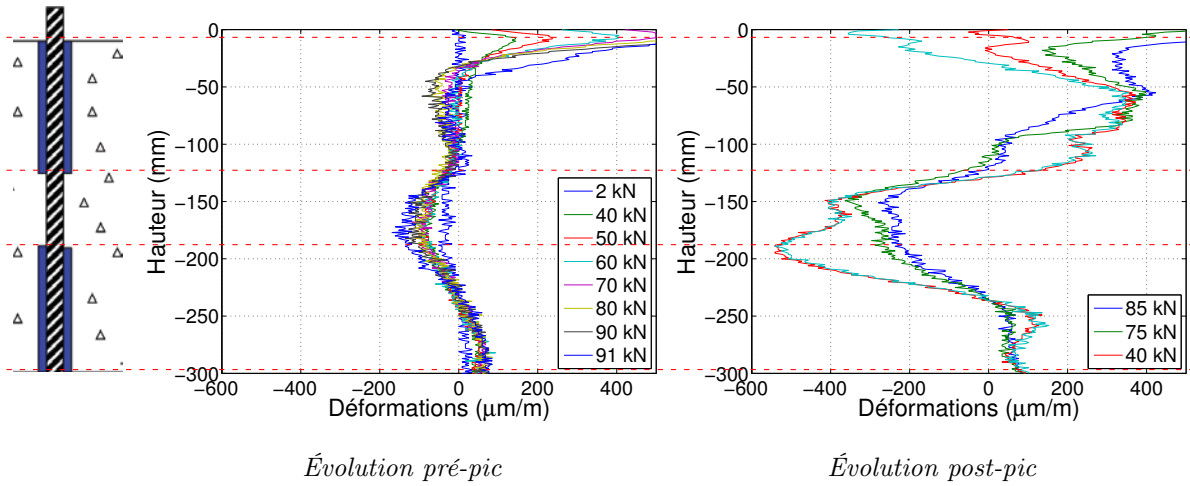 0
−50
−100
−150
−200
−250
−300
Hauteur (mm)
−600
−400
−200
0
200
400
Déformations (µm/m)
2 kN
40 kN
50 kN
60 kN
70 kN
80 kN
90 kN
91 kN
Évolution pré-pic
0
−50
−100
−150
−200
−250
−300
Hauteur (mm)
−600
−400
−200
0
200
400
Déformations (µm/m)
85 kN
75 kN
40 kN
Évolution post-pic